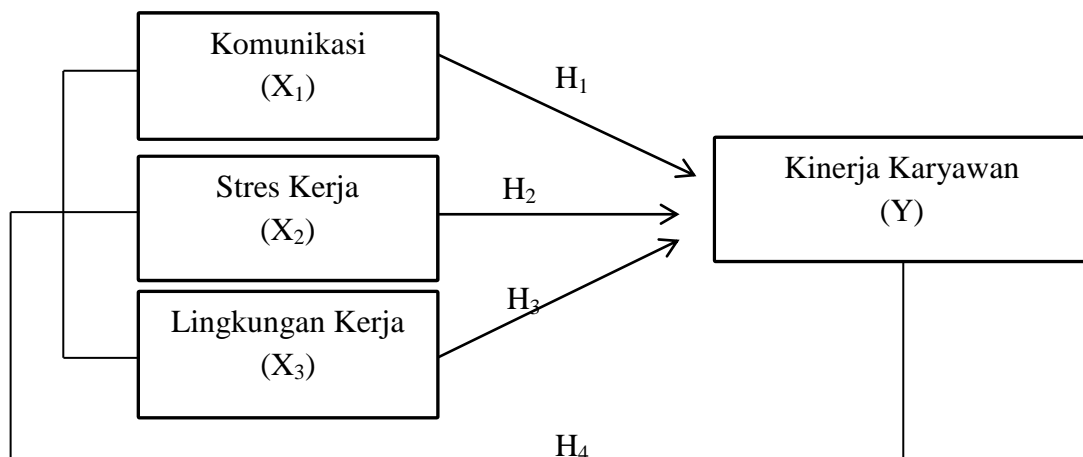 Komunikasi
(X₁)
H₁
Stres Kerja
(X₂)
H₂
Kinerja Karyawan
(Y)
Lingkungan Kerja
(X₃)
H₃
H₄